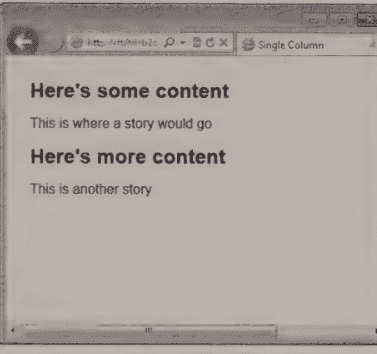 Single Column
Here's some content
This is where a story would go
Here's more content
This is another story